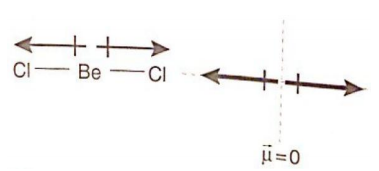 Cl — Be — Cl
μ⃗=0